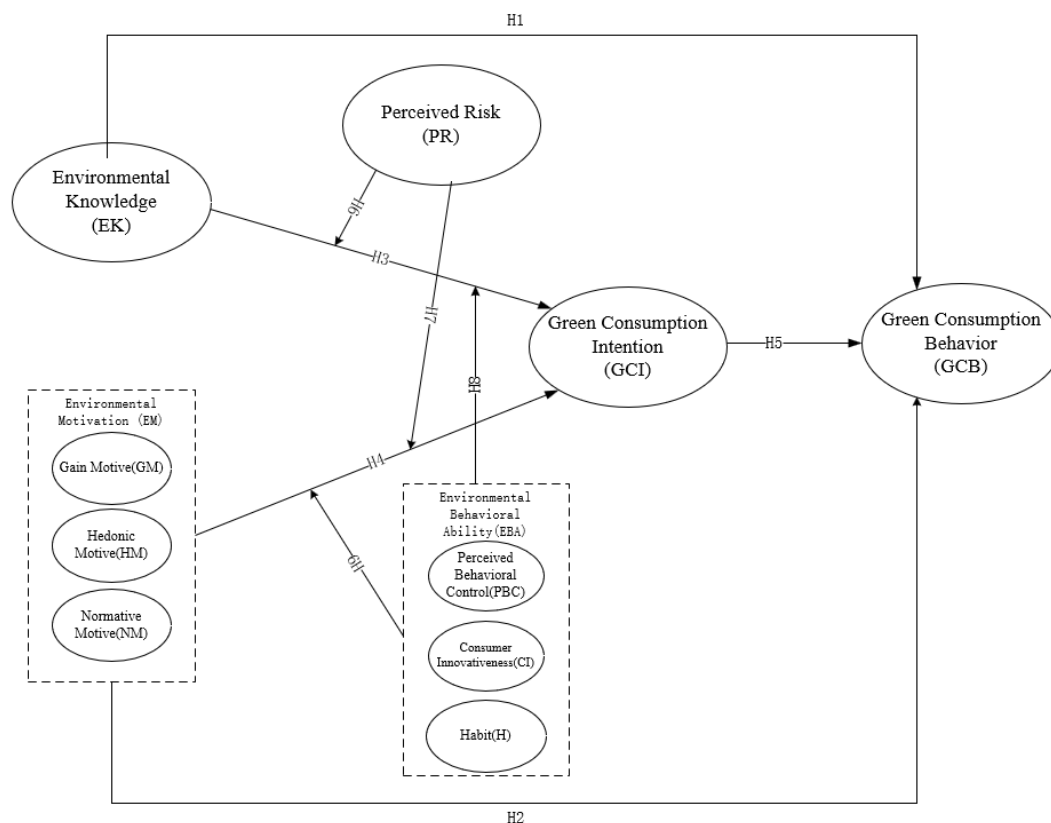 H1
Perceived Risk
(PR)
Environmental
Knowledge
(EK)
H6
H3
H7
Green Consumption
Intention
(GCI)
H5
Green Consumption
Behavior
(GCB)
H8
Environmental
Motivation (EM)
Gain Motive(GM)
Hedonic
Motive(HM)
Normative
Motive(NM)
H4
H9
Environmental
Behavioral
Ability(EBA)
Perceived
Behavioral
Control(PBC)
Consumer
Innovativeness(CI)
Habit(H)
H2